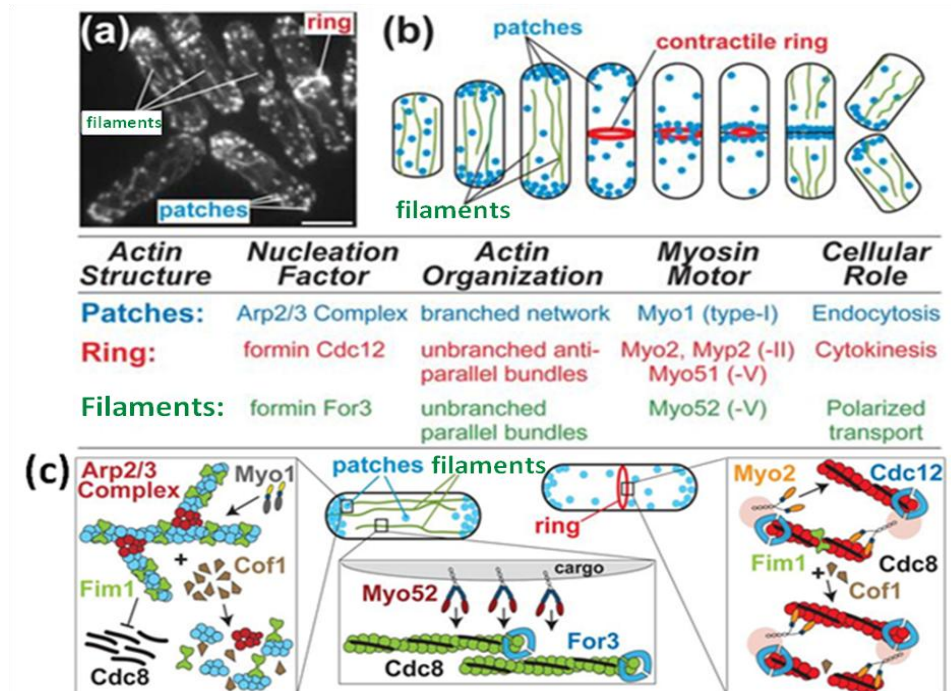 (a)
ring
filaments
patches
(b)
patches
contractile ring
filaments
Actin Structure Nucleation Factor Actin Organization Myosin Motor Cellular Role
Patches: Arp2/3 Complex branched network Myo1 (type-I) Endocytosis
Ring: formin Cdc12 unbranched anti- Myo2, Myp2 (-II) Cytokinesis
parallel bundles Myo51 (-V)
Filaments: formin For3 unbranched Myo52 (-V) Polarized
parallel bundles transport
(c)
Arp2/3
Complex
Myo1
+
Fim1
Cof1
Cdc8
patches filaments
ring
cargo
Myo52
For3
Cdc8
Myo2
Cdc12
Fim1
Cdc8
+
Cof1